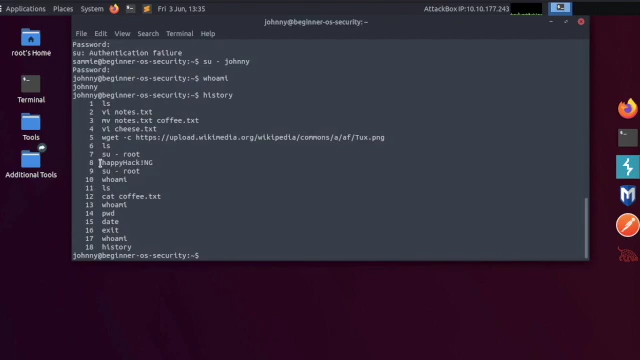 Applications Places System Fri 3 Jun, 13:35 AttackBox IP:10.10.177.243
johnny@beginner-os-security: ~
File Edit View Search Terminal Help
root's Home
Terminal
Tools
Additional Tools
Password:
su: Authentication failure
sammie@beginner-os-security:~$ su - johnny
Password:
johnny@beginner-os-security:~$ whoami
johnny
johnny@beginner-os-security:~$ history
1 ls
2 vi notes.txt
3 mv notes.txt coffee.txt
4 vi cheese.txt
5 wget -c https://upload.wikimedia.org/wikipedia/commons/a/af/Tux.png
6 ls
7 su - root
8 happyHack!NG
9 su - root
10 whoami
11 ls
12 cat coffee.txt
13 whoami
14 pwd
15 date
16 exit
17 whoami
18 history
johnny@beginner-os-security:~$